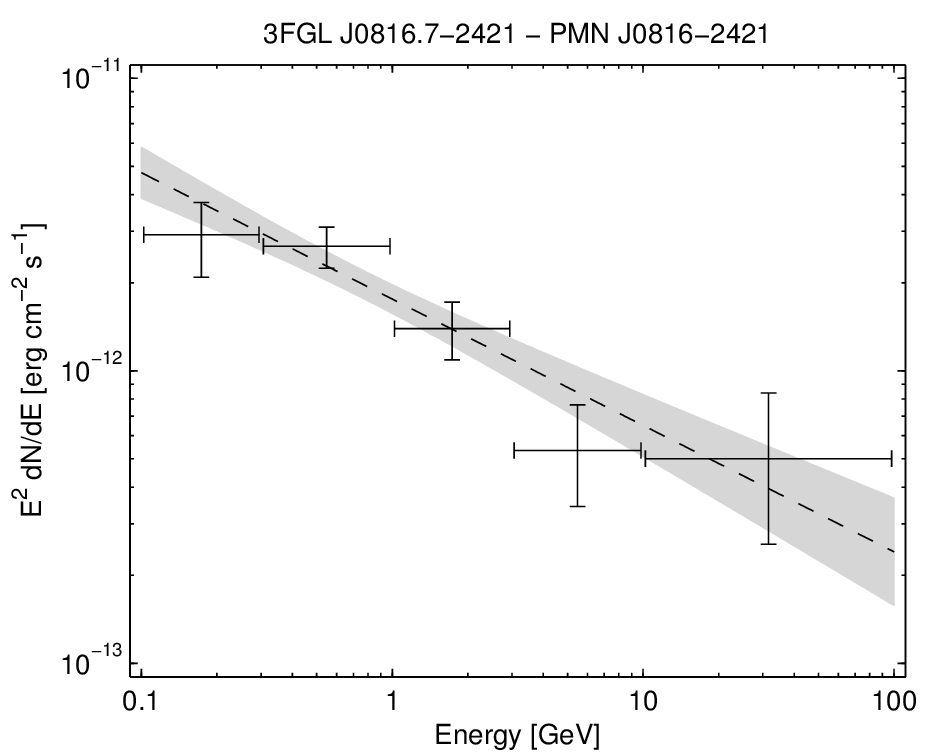 3FGL J0816.7−2421 − PMN J0816−2421
10⁻¹¹
10⁻¹²
10⁻¹³
E² dN/dE [erg cm⁻² s⁻¹]
0.1 1 10 100
Energy [GeV]